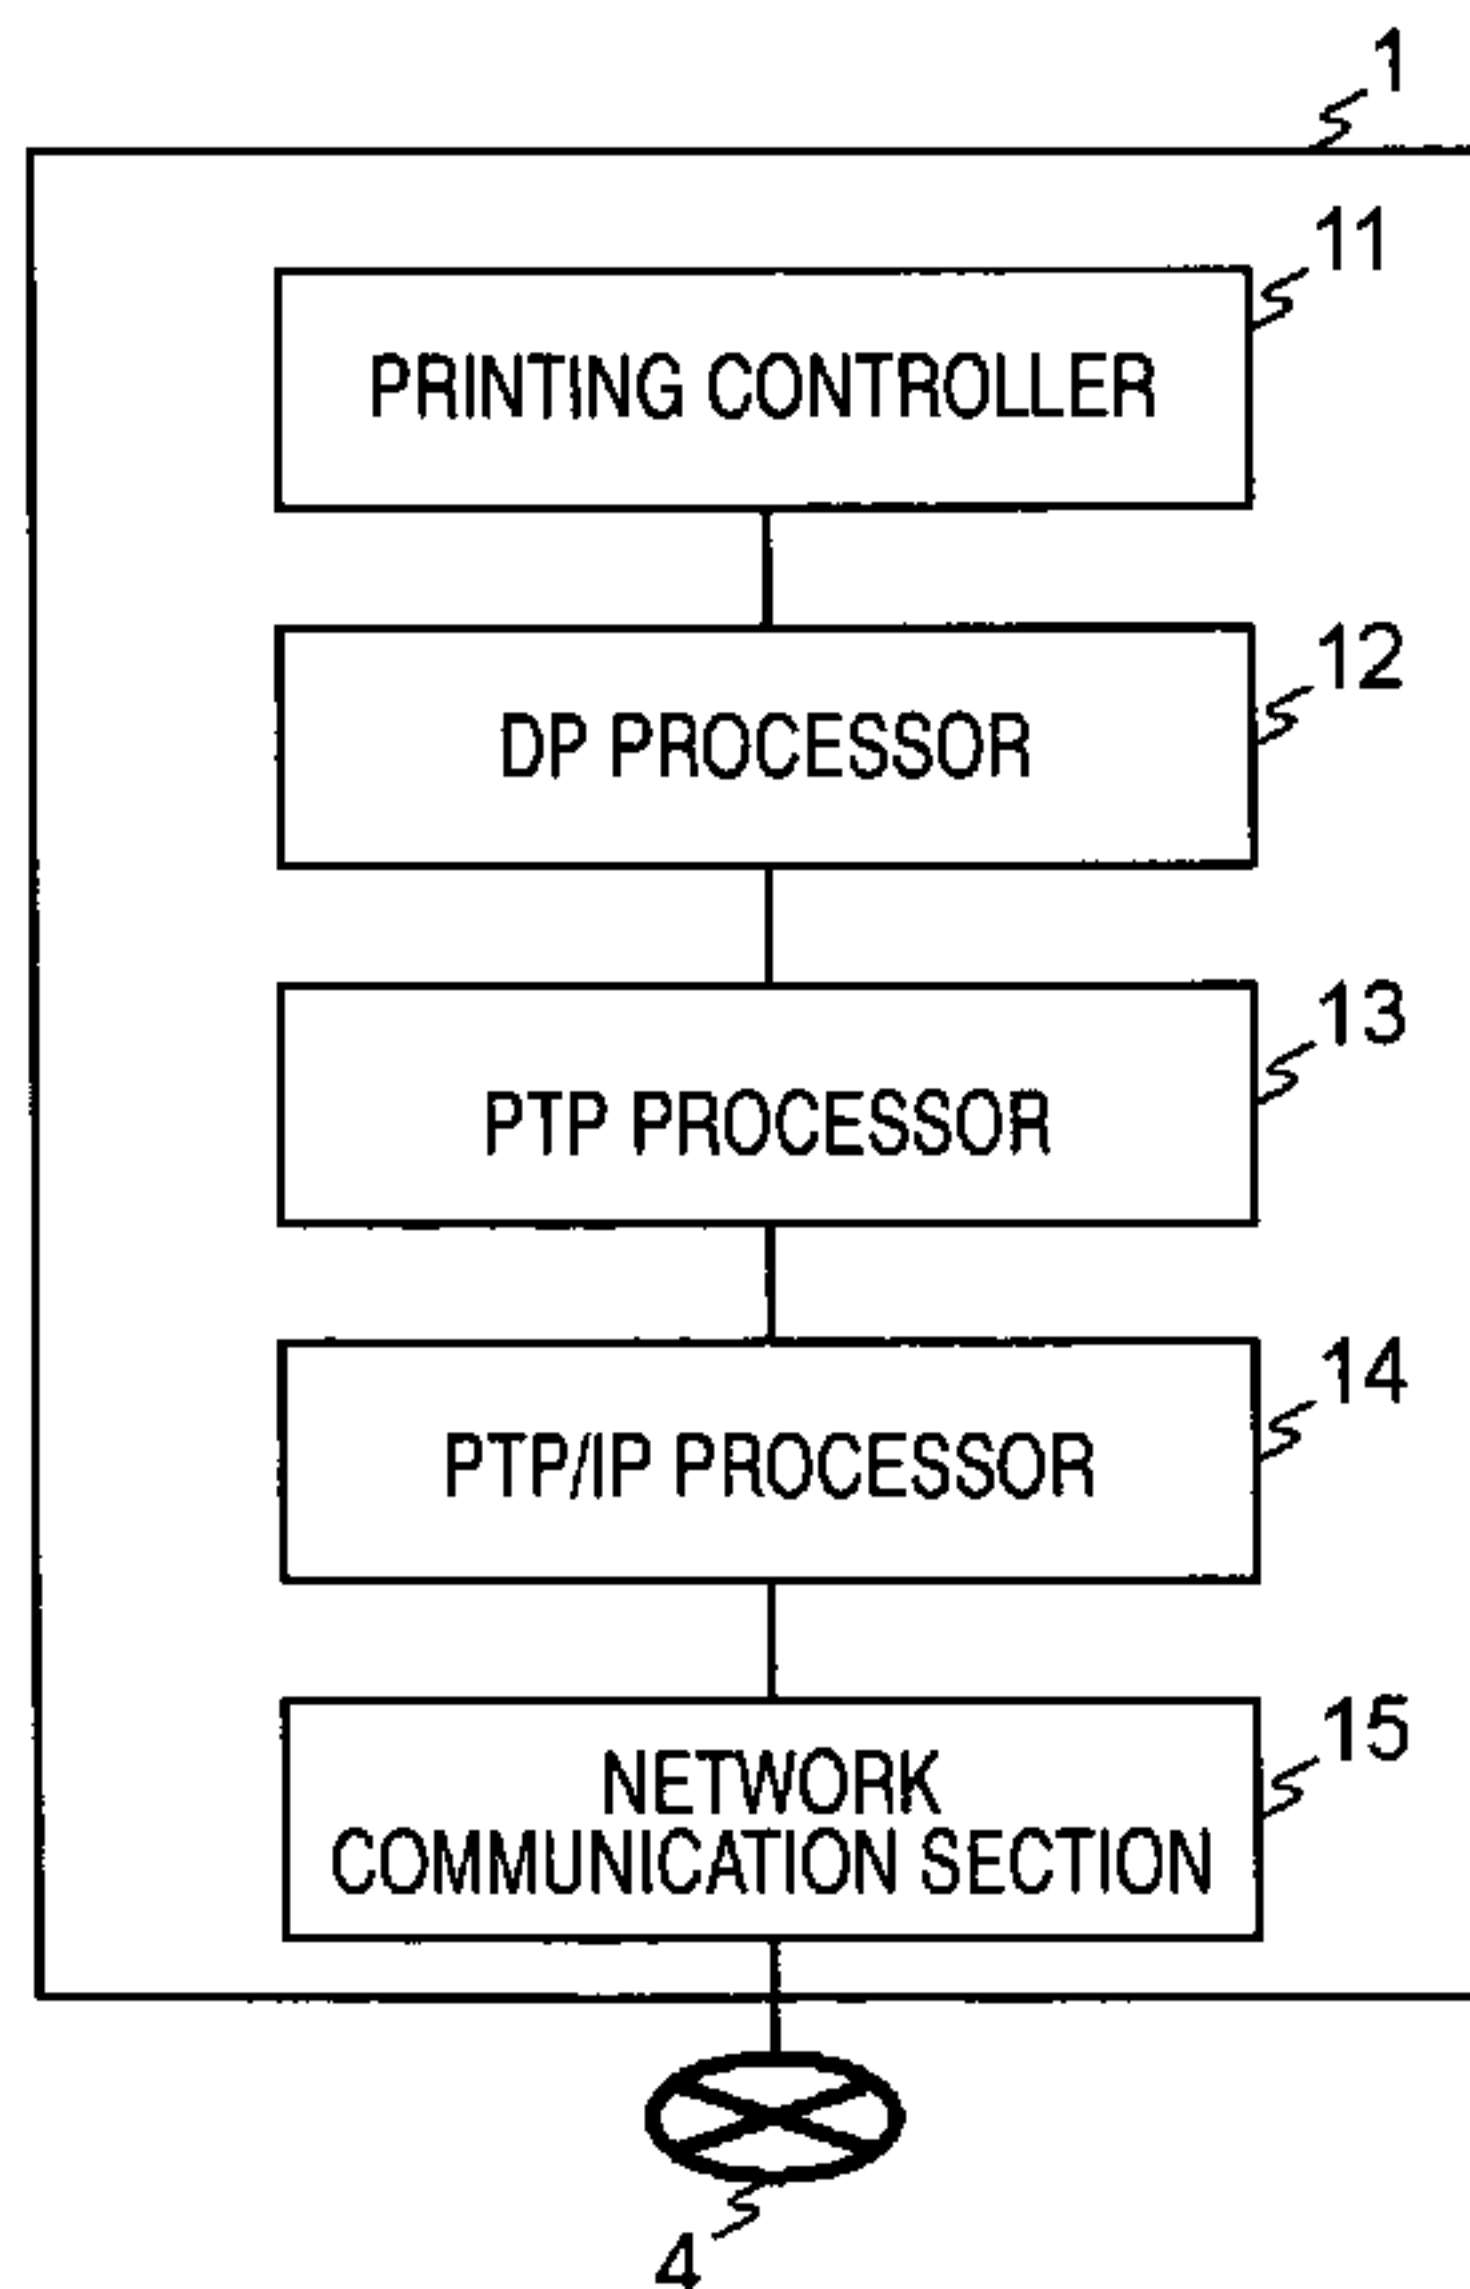 1
11
PRINTING CONTROLLER
12
DP PROCESSOR
13
PTP PROCESSOR
14
PTP/IP PROCESSOR
15
NETWORK
COMMUNICATION SECTION
4